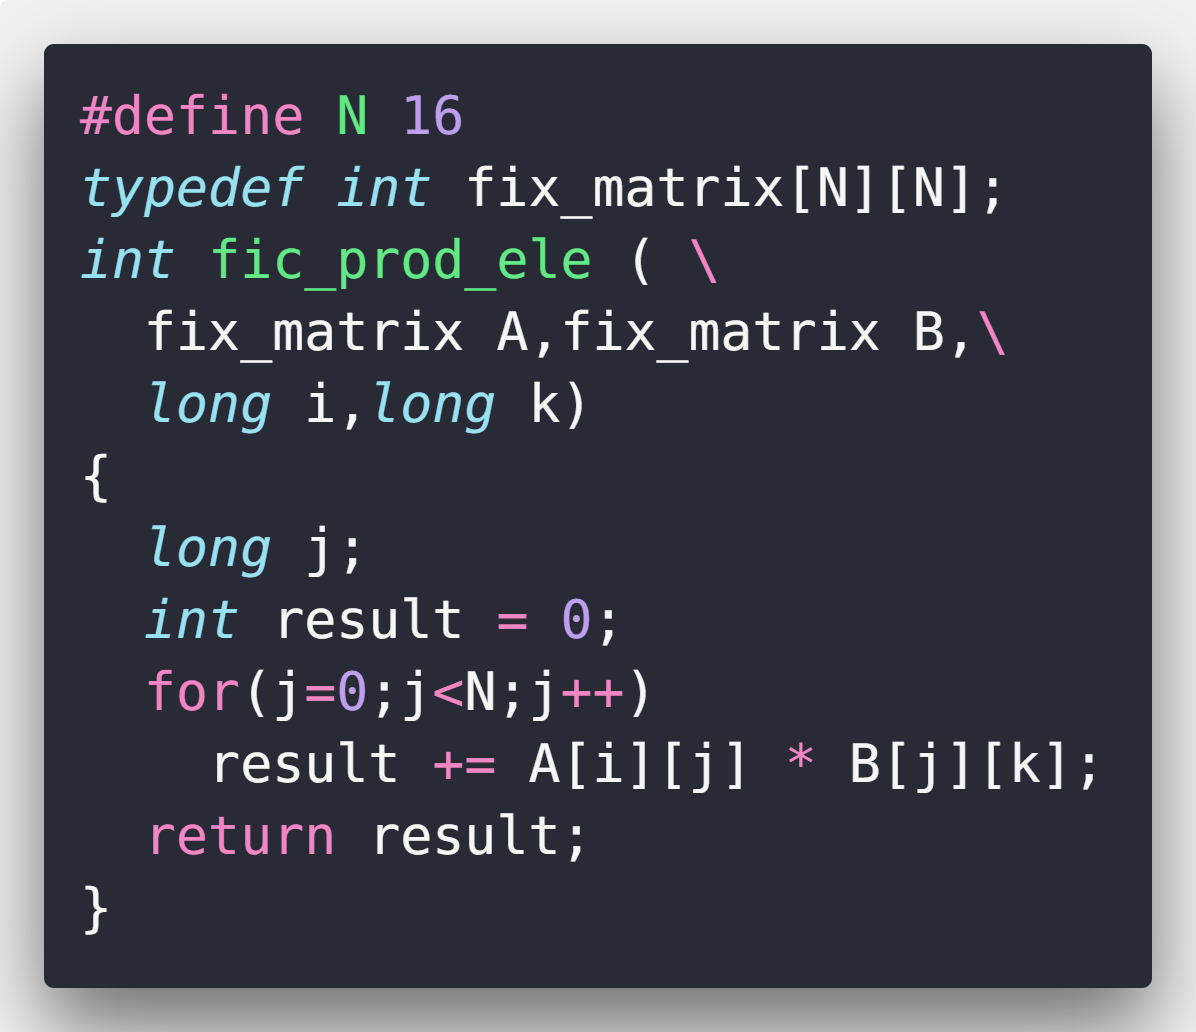 #define N 16
typedef int fix_matrix[N][N];
int fic_prod_ele ( \
  fix_matrix A,fix_matrix B,\
  long i,long k)
{
  long j;
  int result = 0;
  for(j=0;j<N;j++)
    result += A[i][j] * B[j][k];
  return result;
}